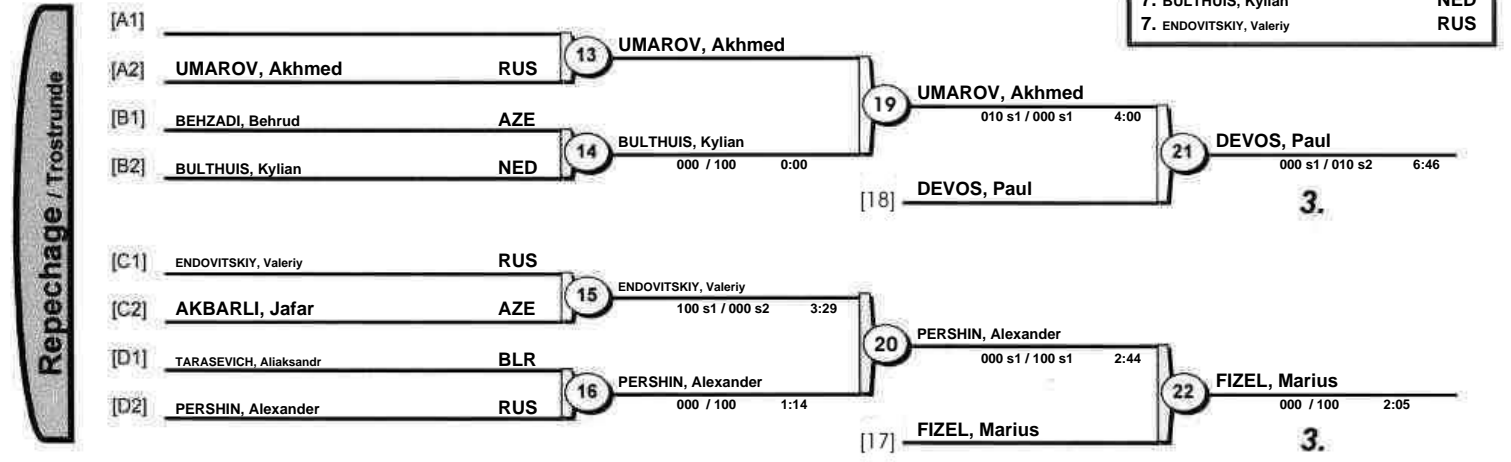 7. BULTHUIS, Kylian NED
7. ENDOVITSKIY, Valeriy RUS
Repechage / Trostrunde
[A1]
[A2] UMAROV, Akhmed RUS
13 UMAROV, Akhmed
[B1] BEHZADI, Behrud AZE
[B2] BULTHUIS, Kylian NED
14 BULTHUIS, Kylian
000 / 100 0:00
19 UMAROV, Akhmed
010 s1 / 000 s1 4:00
[18] DEVOS, Paul
21 DEVOS, Paul
000 s1 / 010 s2 6:46
3.
[C1] ENDOVITSKIY, Valeriy RUS
[C2] AKBARLI, Jafar AZE
15 ENDOVITSKIY, Valeriy
100 s1 / 000 s2 3:29
[D1] TARASEVICH, Aliaksandr BLR
[D2] PERSHIN, Alexander RUS
16 PERSHIN, Alexander
000 / 100 1:14
20 PERSHIN, Alexander
000 s1 / 100 s1 2:44
[17] FIZEL, Marius
22 FIZEL, Marius
000 / 100 2:05
3.